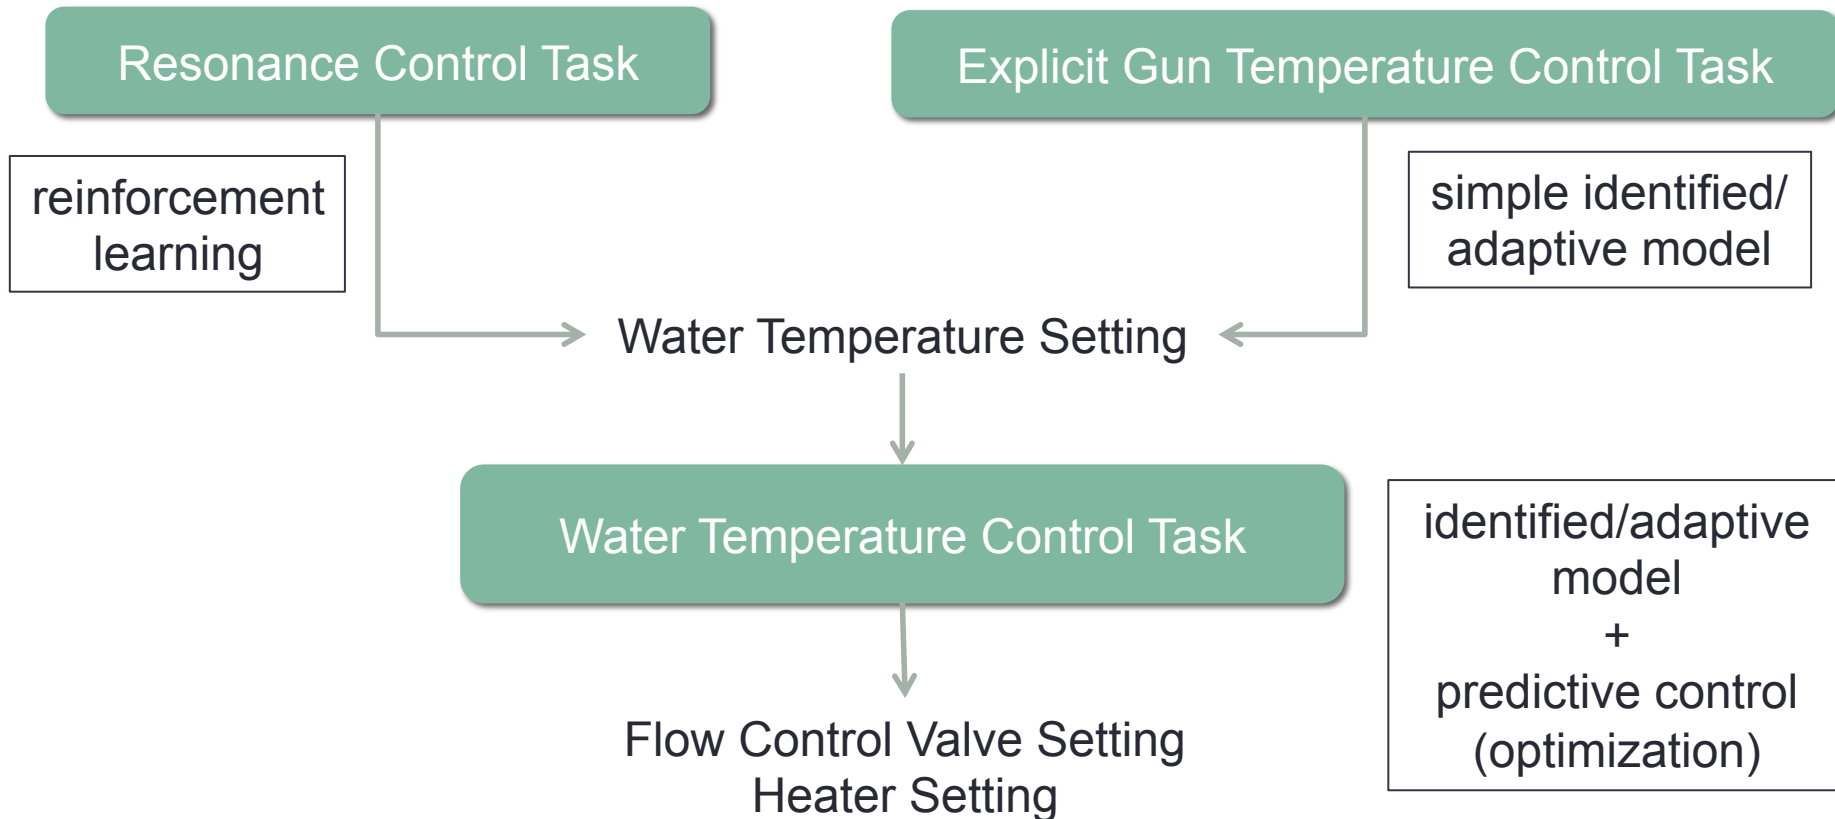 Resonance Control Task
Explicit Gun Temperature Control Task
reinforcement
learning
simple identified/
adaptive model
Water Temperature Setting
Water Temperature Control Task
identified/adaptive
model
+
predictive control
(optimization)
Flow Control Valve Setting
Heater Setting